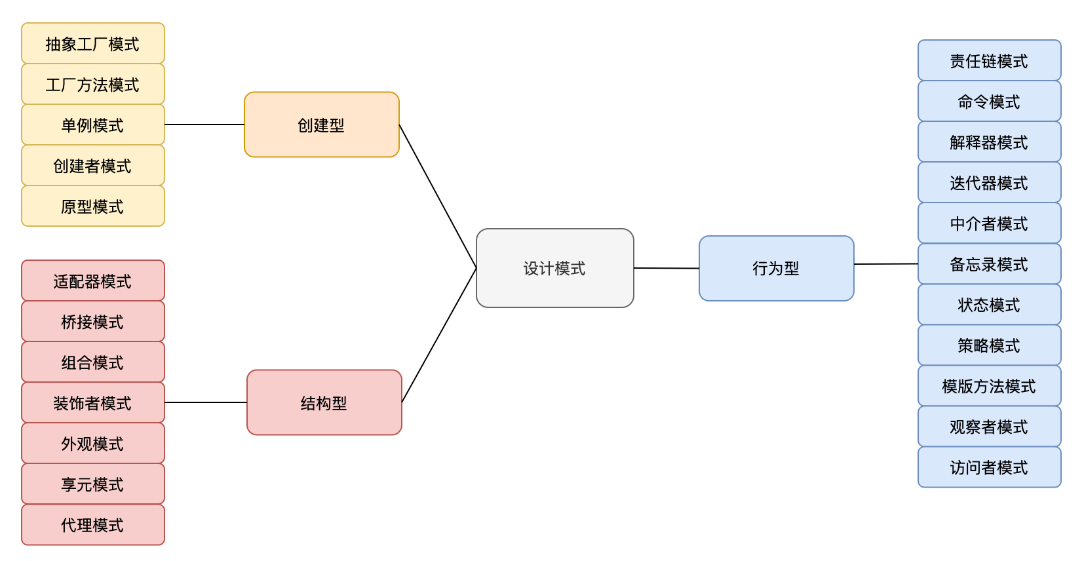 抽象工厂模式
工厂方法模式
单例模式
创建者模式
原型模式
创建型
适配器模式
桥接模式
组合模式
装饰者模式
外观模式
享元模式
代理模式
结构型
设计模式
行为型
责任链模式
命令模式
解释器模式
迭代器模式
中介者模式
备忘录模式
状态模式
策略模式
模版方法模式
观察者模式
访问者模式